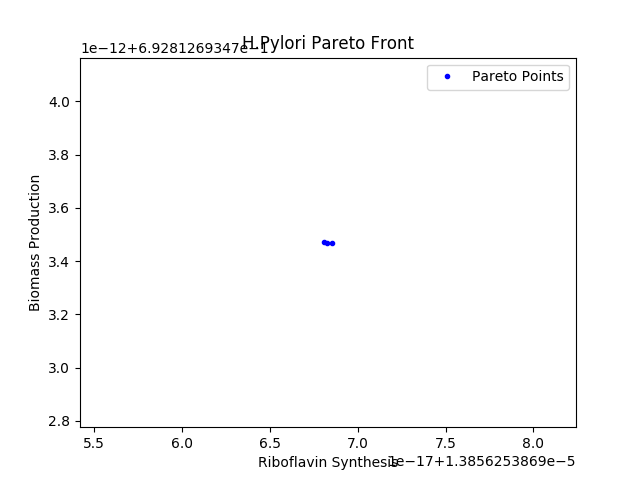 1e−12+6.9281269347e−1
H.Pylori Pareto Front
Pareto Points
4.0
3.8
3.6
3.4
3.2
3.0
2.8
Biomass Production
5.5 6.0 6.5 7.0 7.5 8.0
Riboflavin Synthesis
1e−17+1.3856253869e−5